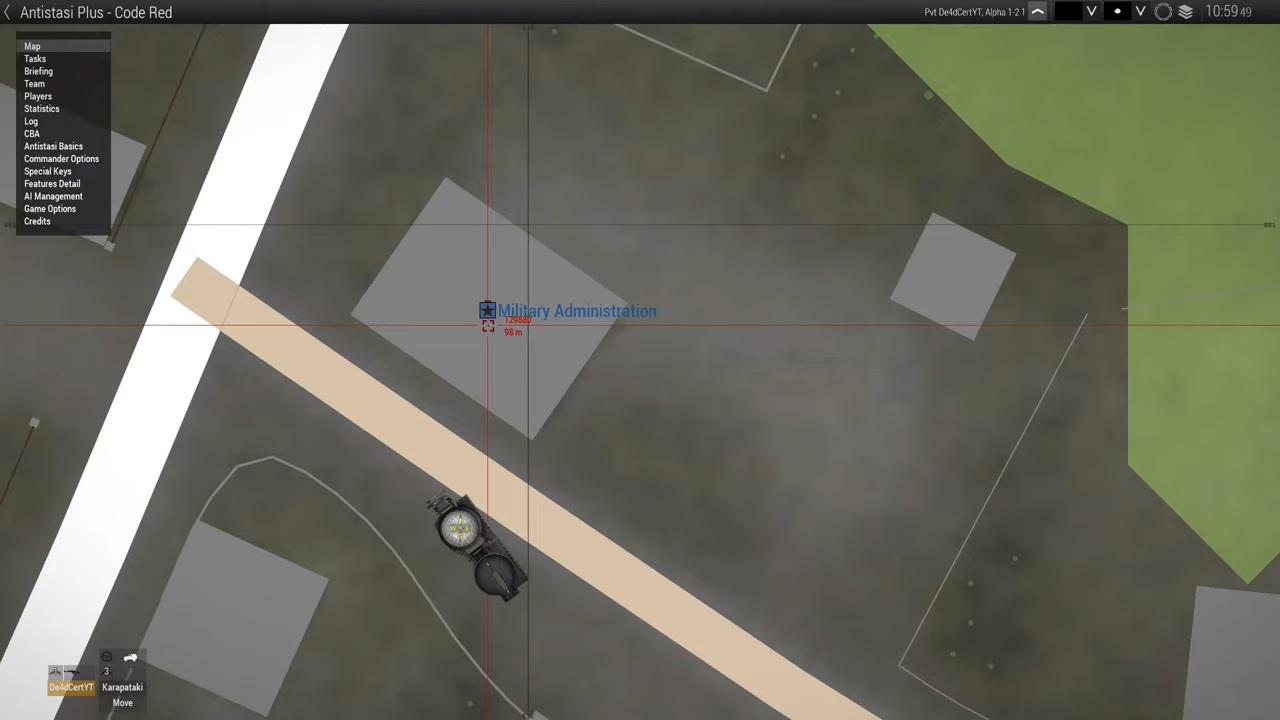 Antistasi Plus - Code Red
Pvt De4dCertYT, Alpha 1-2 1
10:59 49
Map
Tasks
Briefing
Team
Players
Statistics
Log
CBA
Antistasi Basics
Commander Options
Special Keys
Features Detail
AI Management
Game Options
Credits
881
Military Administration
129880
98 m
De4dCertYT
3
Karapataki
Move